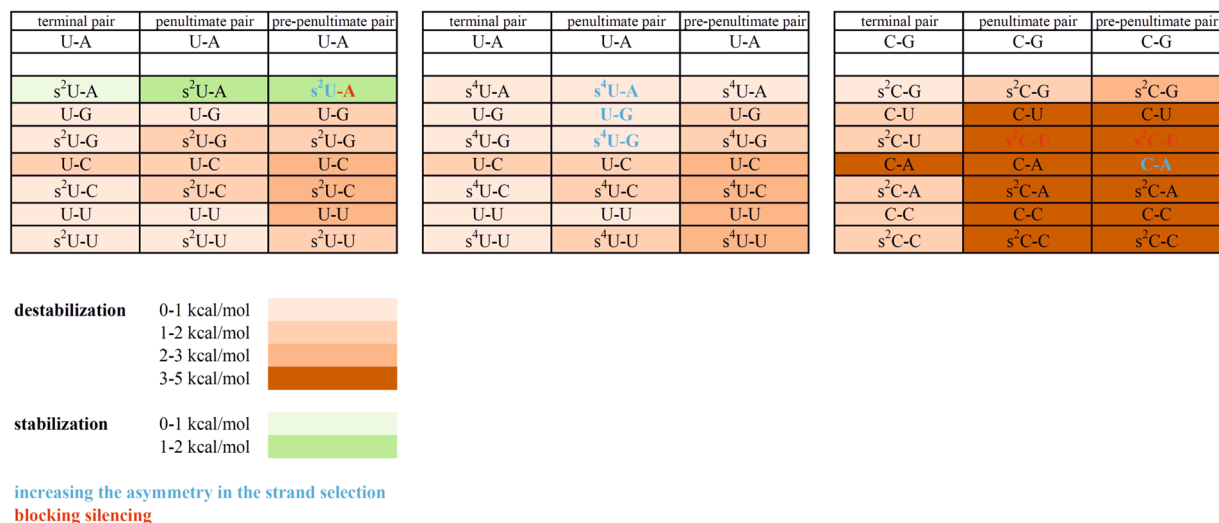 terminal pair penultimate pair pre-penultimate pair terminal pair penultimate pair pre-penultimate pair terminal pair penultimate pair pre-penultimate pair
U-A U-A U-A U-A U-A U-A C-G C-G C-G
s²U-A s²U-A s²U-A s⁴U-A s⁴U-A s⁴U-A s²C-G s²C-G s²C-G
U-G U-G U-G U-G U-G U-G C-U C-U C-U
s²U-G s²U-G s²U-G s⁴U-G s⁴U-G s⁴U-G s²C-U s²C-U s²C-U
U-C U-C U-C U-C U-C U-C C-A C-A C-A
s²U-C s²U-C s²U-C s⁴U-C s⁴U-C s⁴U-C s²C-A s²C-A s²C-A
U-U U-U U-U U-U U-U U-U C-C C-C C-C
s²U-U s²U-U s²U-U s⁴U-U s⁴U-U s⁴U-U s²C-C s²C-C s²C-C
destabilization 0-1 kcal/mol
1-2 kcal/mol
2-3 kcal/mol
3-5 kcal/mol
stabilization 0-1 kcal/mol
1-2 kcal/mol
increasing the asymmetry in the strand selection
blocking silencing